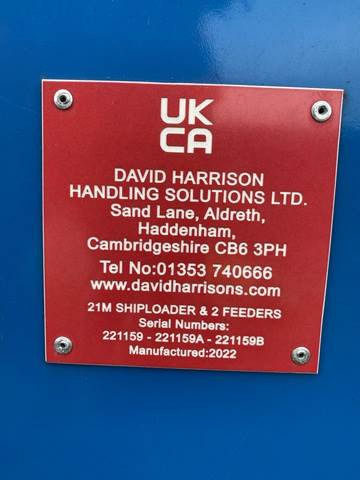 UK
CA
DAVID HARRISON
HANDLING SOLUTIONS LTD.
Sand Lane, Aldreth,
Haddenham,
Cambridgeshire CB6 3PH
Tel No:01353 740666
www.davidharrisons.com
21M SHIPLOADER & 2 FEEDERS
Serial Numbers:
221159 - 221159A - 221159B
Manufactured:2022